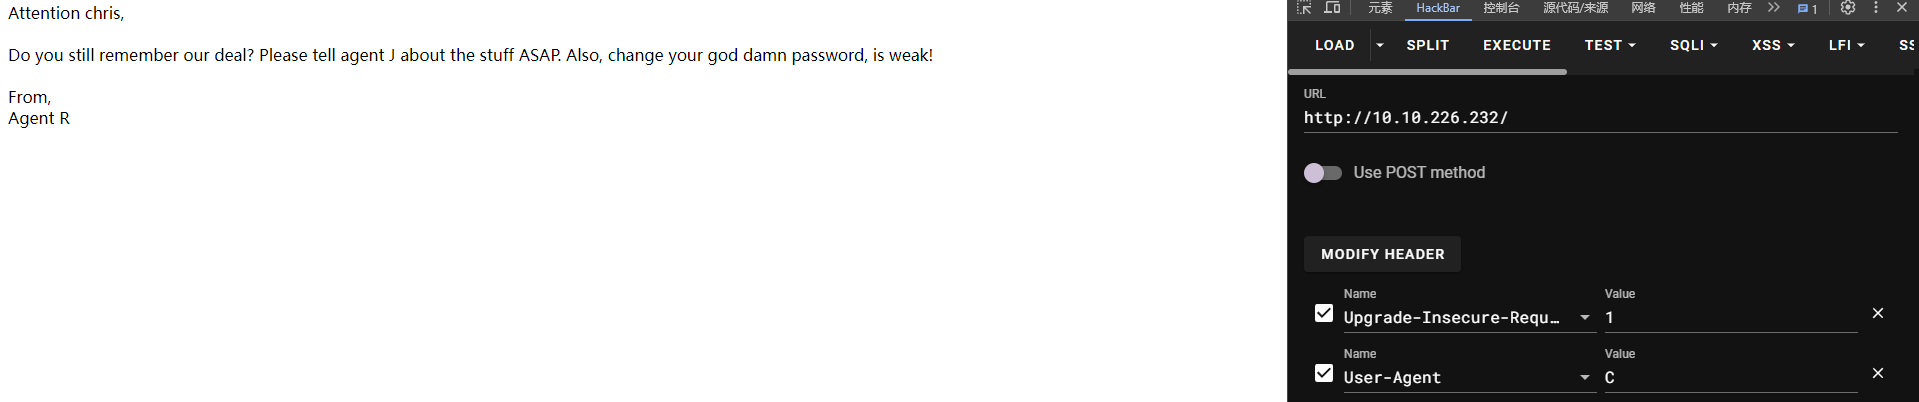 Attention chris,
Do you still remember our deal? Please tell agent J about the stuff ASAP. Also, change your god damn password, is weak!
From,
Agent R
元素 HackBar 控制台 源代码/来源 网络 性能 内存 1
LOAD SPLIT EXECUTE TEST SQLI XSS LFI SS
URL
http://10.10.226.232/
Use POST method
MODIFY HEADER
Name Value
Upgrade-Insecure-Requ… 1
Name Value
User-Agent C